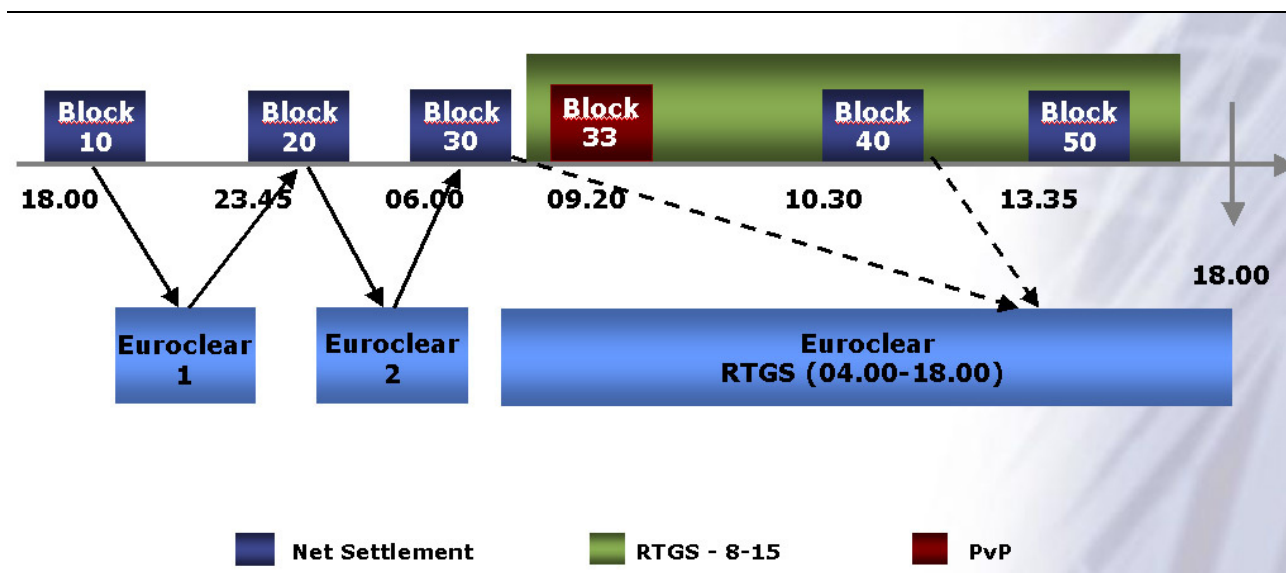 Block
10
Block
20
Block
30
Block
33
Block
40
Block
50
18.00
23.45
06.00
09.20
10.30
13.35
18.00
Euroclear
1
Euroclear
2
Euroclear
RTGS (04.00-18.00)
Net Settlement
RTGS - 8-15
PvP